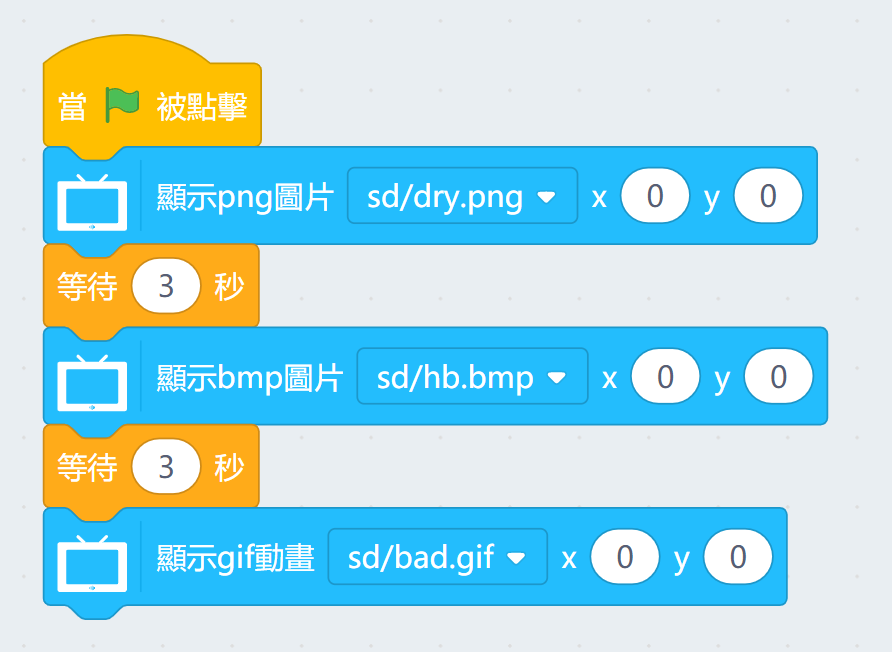 當 被點擊
顯示png圖片 sd/dry.png x 0 y 0
等待 3 秒
顯示bmp圖片 sd/hb.bmp x 0 y 0
等待 3 秒
顯示gif動畫 sd/bad.gif x 0 y 0